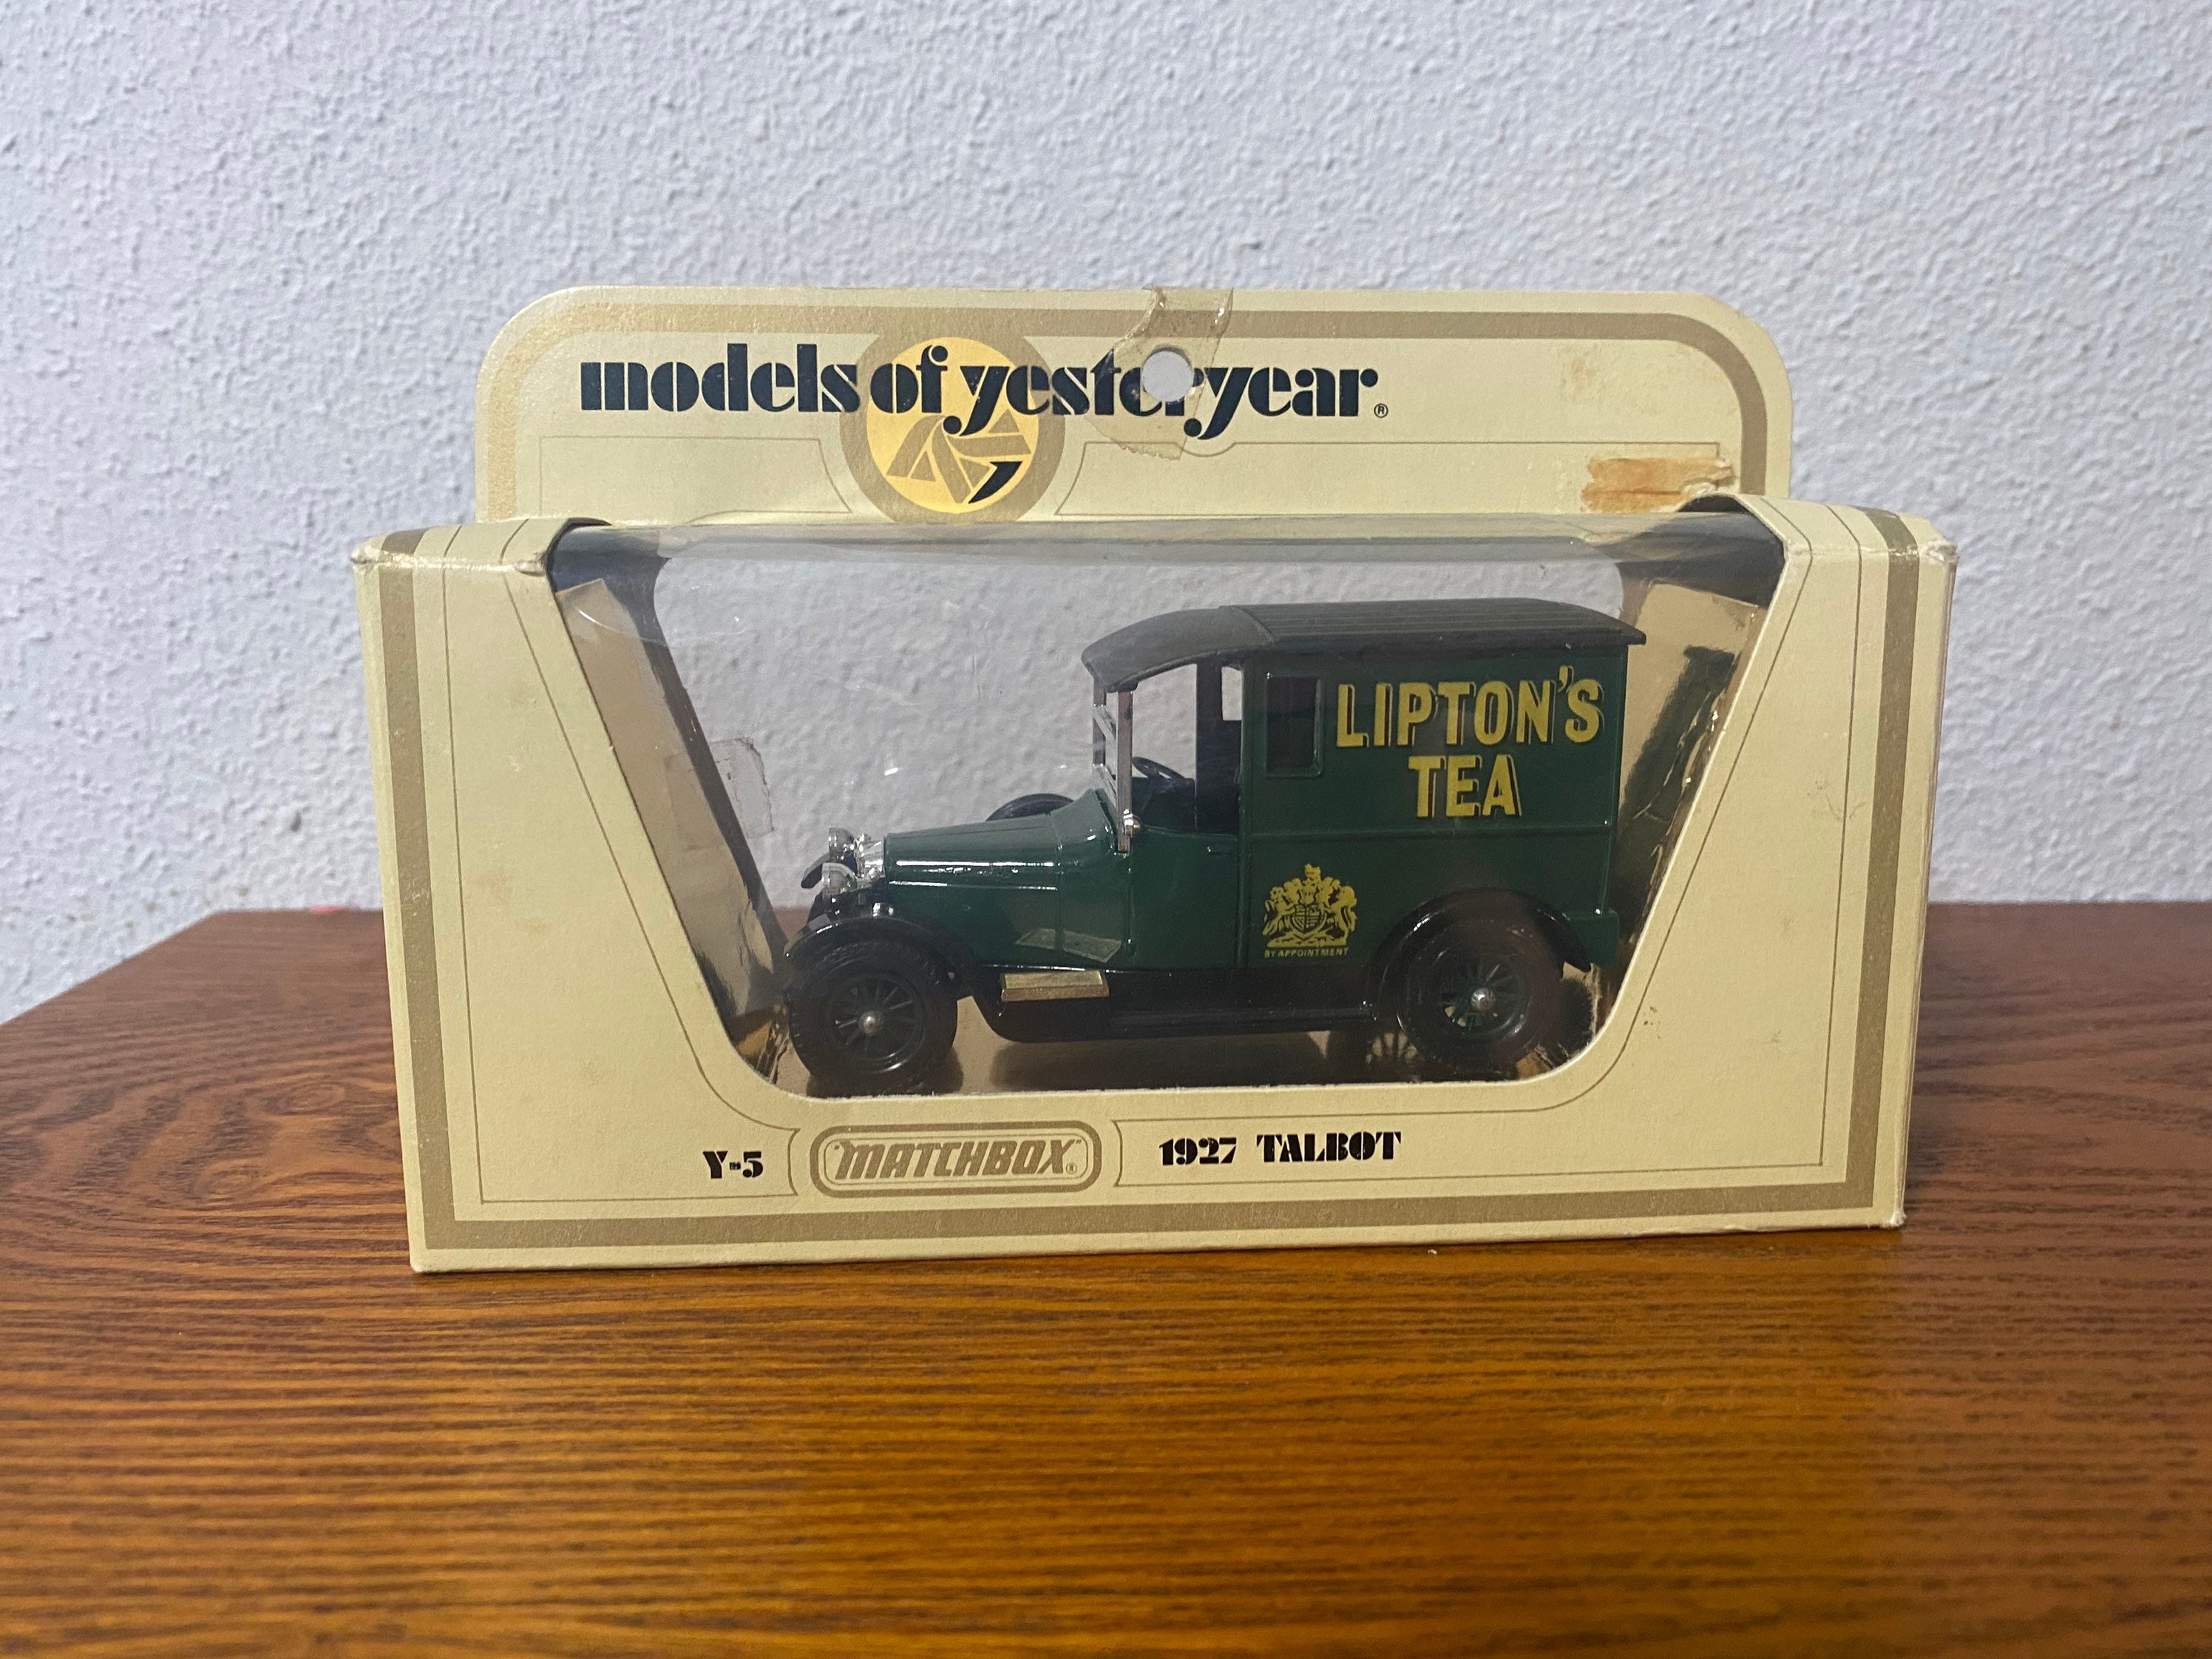 models of yesteryear®
LIPTON'S
TEA
BY APPOINTMENT
Y-5
"MATCHBOX"®
1927 TALBOT